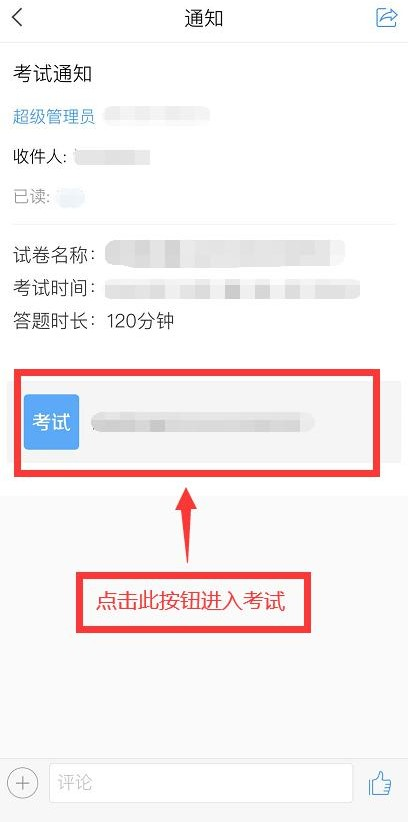 通知
考试通知
超级管理员
收件人:
已读:
试卷名称:
考试时间:
答题时长: 120分钟
考试
点击此按钮进入考试
评论